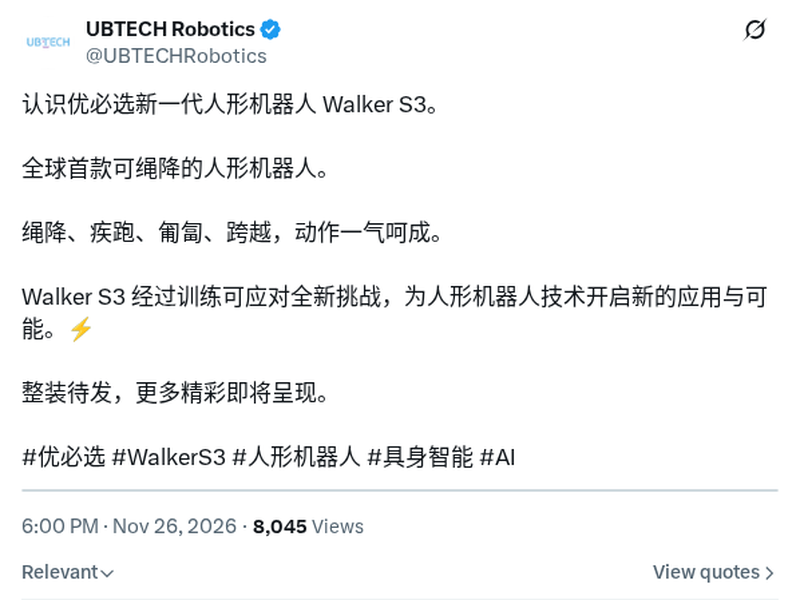 UBTECH
UBTECH Robotics
@UBTECHRobotics
认识优必选新一代人形机器人 Walker S3。
全球首款可绳降的人形机器人。
绳降、疾跑、匍匐、跨越，动作一气呵成。
Walker S3 经过训练可应对全新挑战，为人形机器人技术开启新的应用与可
能。⚡
整装待发，更多精彩即将呈现。
#优必选 #WalkerS3 #人形机器人 #具身智能 #AI
6:00 PM · Nov 26, 2026 · 8,045 Views
Relevant
View quotes